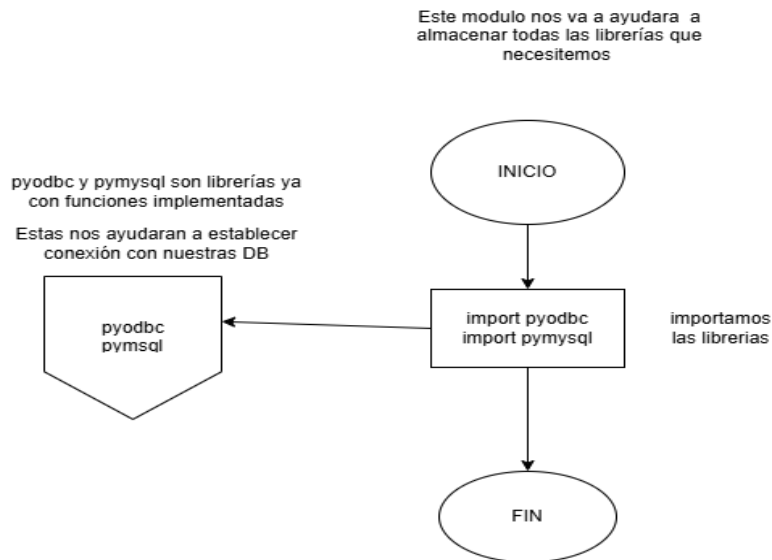 Este modulo nos va a ayudara a
almacenar todas las librerías que
necesitemos
INICIO
pyodbc y pymysql son librerías ya
con funciones implementadas
Estas nos ayudaran a establecer
conexión con nuestras DB
pyodbc
pymsql
import pyodbc
import pymysql
importamos
las librerias
FIN